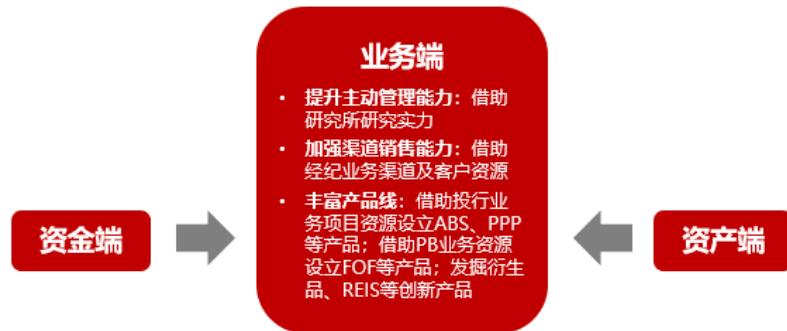 业务端
• 提升主动管理能力：借助
研究所研究实力
• 加强渠道销售能力：借助
经纪业务渠道及客户资源
• 丰富产品线：借助投行业
务项目资源设立ABS、PPP
等产品；借助PB业务资源
设立FOF等产品；发掘衍生
品、REIS等创新产品
资金端
资产端